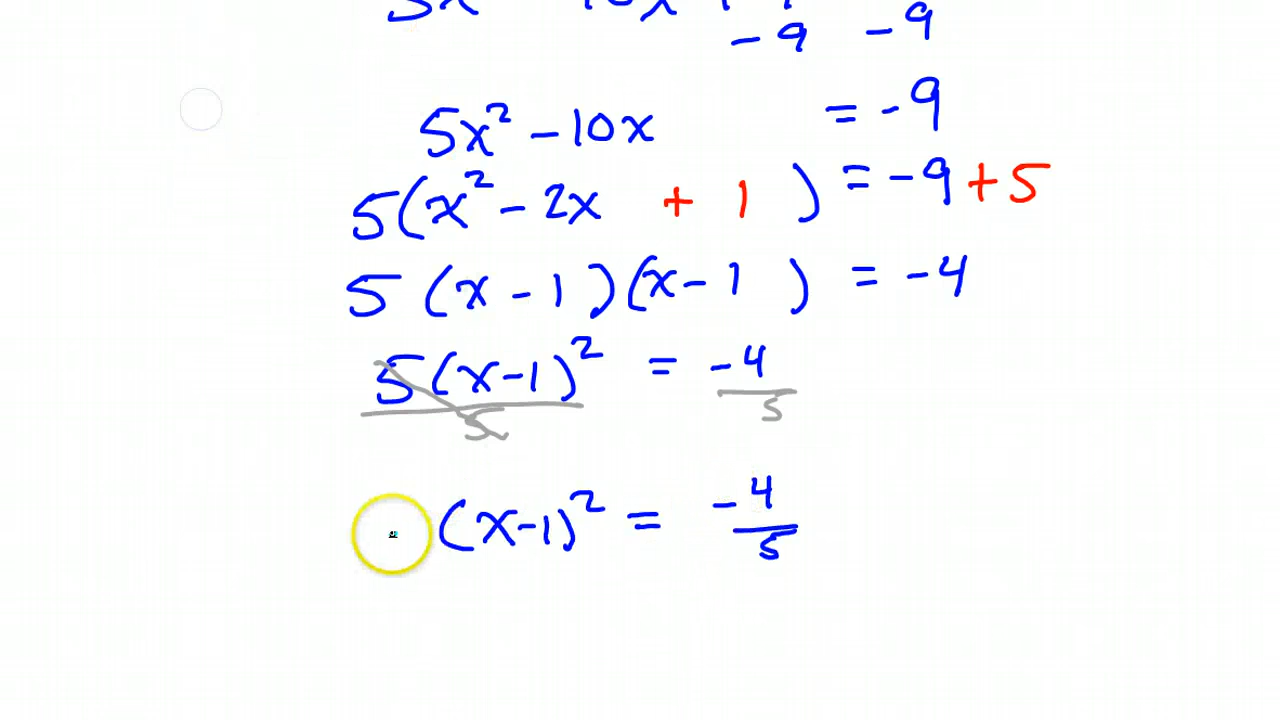 -9 -9
5x² - 10x = -9
5(x² - 2x + 1 ) = -9 + 5
5 (x - 1)(x - 1) = -4
5(x-1)² = -4
5 5
(x-1)² = -4/5